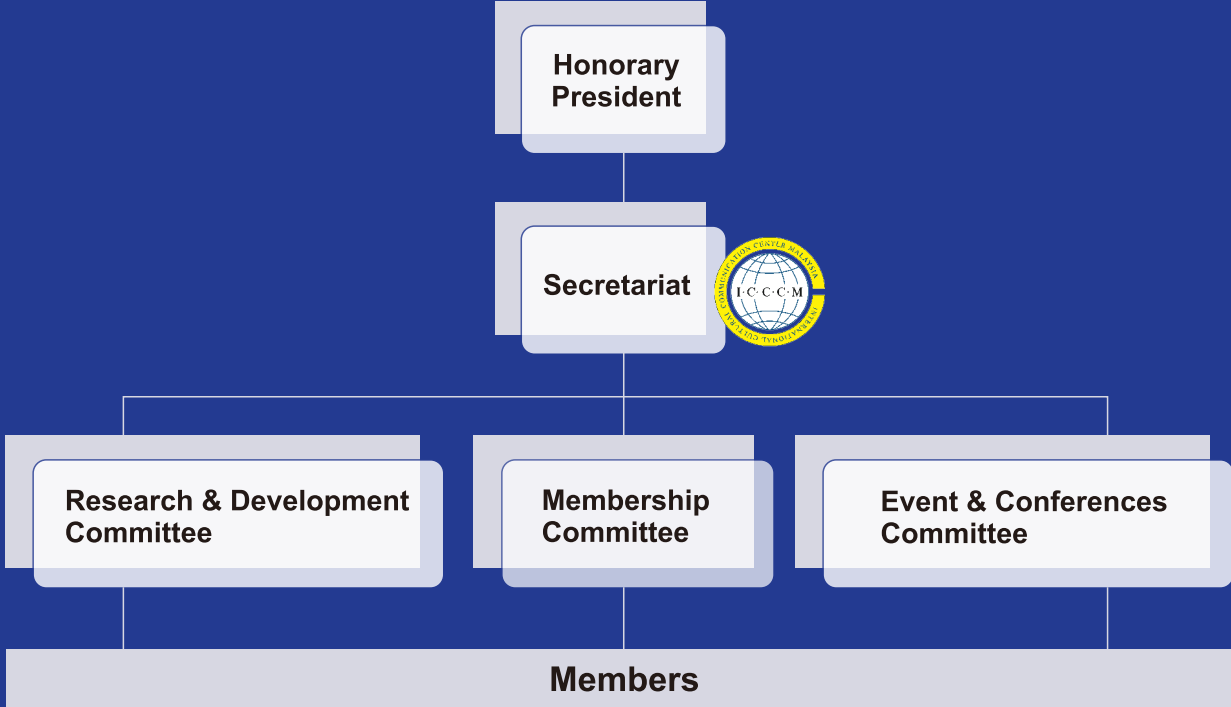 Honorary
President
Secretariat
INTERNATIONAL CULTURAL COMMUNICATION CENTER MALAYSIA
I·C·C·C·M
Research & Development
Committee
Membership
Committee
Event & Conferences
Committee
Members